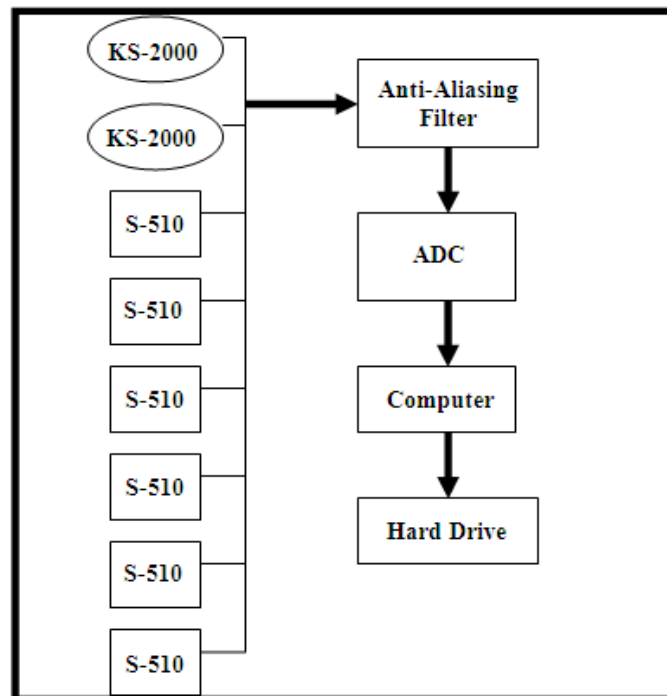 KS-2000
KS-2000
S-510
S-510
S-510
S-510
S-510
S-510
Anti-Aliasing
Filter
ADC
Computer
Hard Drive